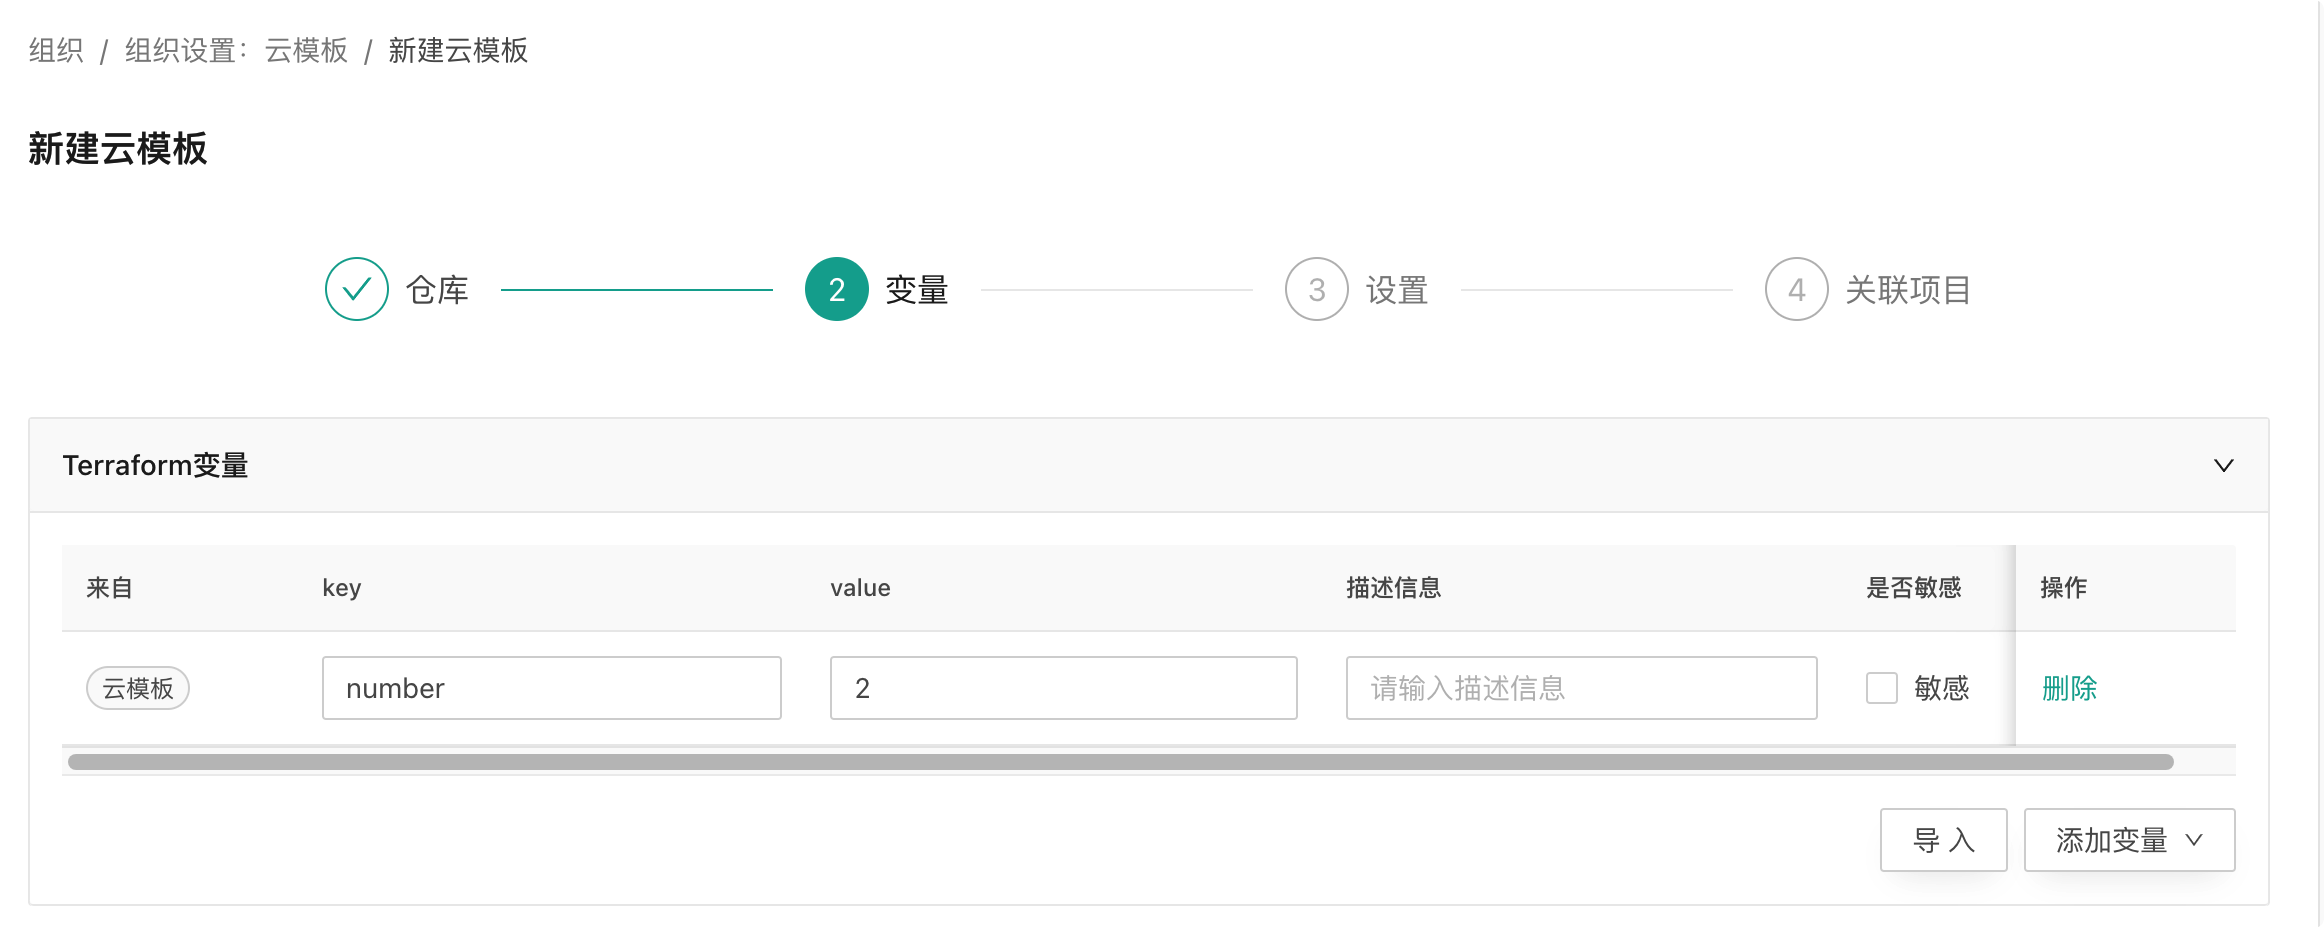 组织 / 组织设置：云模板 / 新建云模板
新建云模板
仓库 2 变量 3 设置 4 关联项目
Terraform变量
来自 key value 描述信息 是否敏感 操作
云模板 number 2 请输入描述信息 敏感 删除
导 入 添加变量